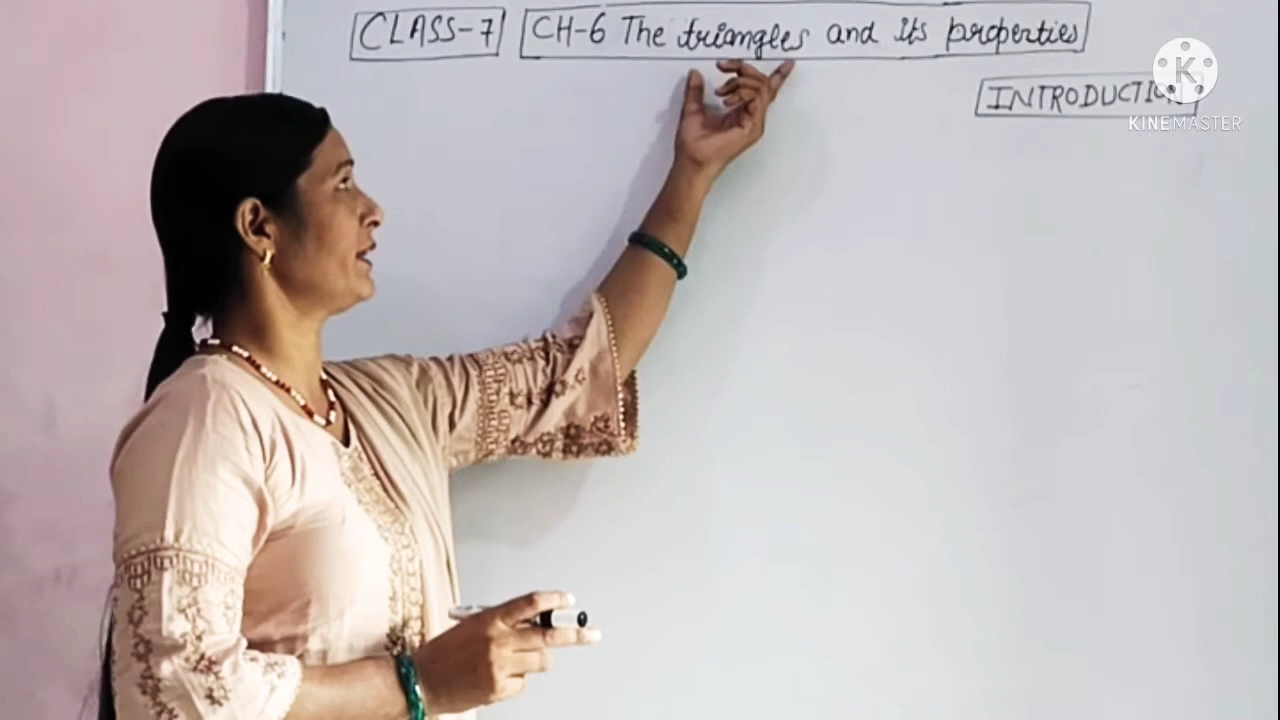 CLASS-7 CH-6 The triangles and its properties
INTRODUCTION
K
KINEMASTER